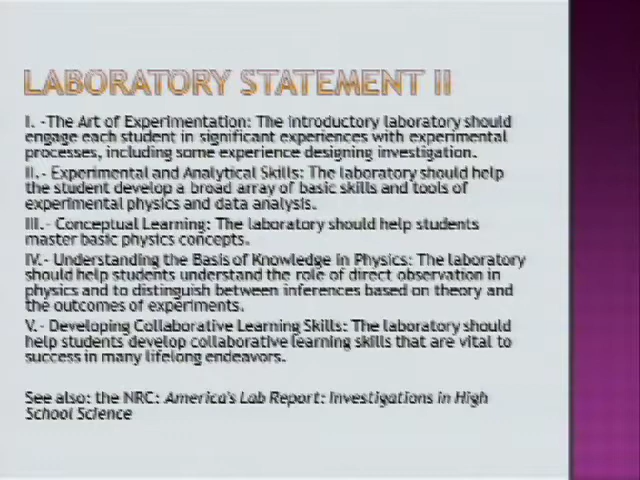 LABORATORY STATEMENT II
I. -The Art of Experimentation: The introductory laboratory should
engage each student in significant experiences with experimental
processes, including some experience designing investigation.
II.- Experimental and Analytical Skills: The laboratory should help
the student develop a broad array of basic skills and tools of
experimental physics and data analysis.
III.- Conceptual Learning: The laboratory should help students
master basic physics concepts.
IV.- Understanding the Basis of Knowledge in Physics: The laboratory
should help students understand the role of direct observation in
physics and to distinguish between inferences based on theory and
the outcomes of experiments.
V.- Developing Collaborative Learning Skills: The laboratory should
help students develop collaborative learning skills that are vital to
success in many lifelong endeavors.
See also: the NRC: America's Lab Report: Investigations in High
School Science